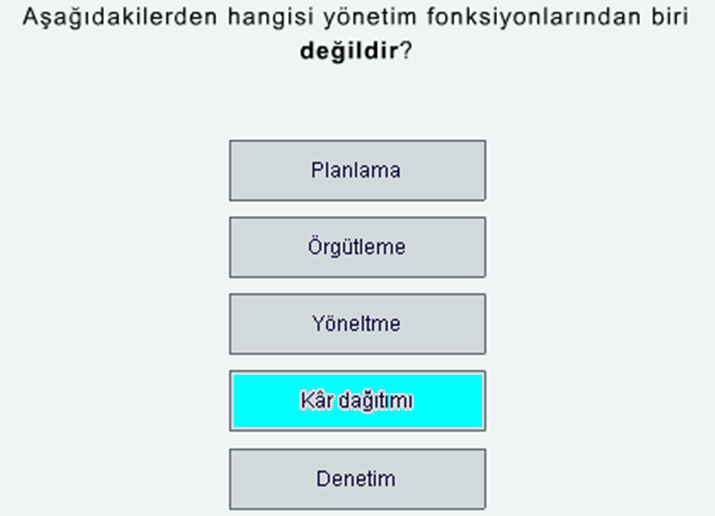 Aşağıdakilerden hangisi yönetim fonksiyonlarından biri
değildir?
Planlama
Örgütleme
Yöneltme
Kâr dağıtımı
Denetim